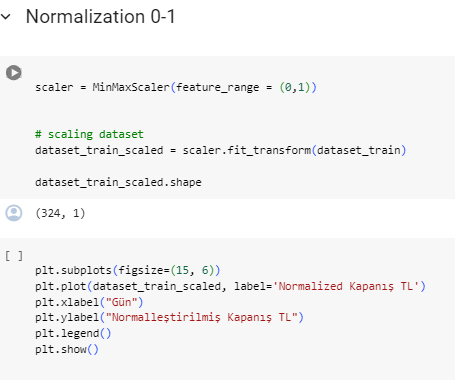 Normalization 0-1
scaler = MinMaxScaler(feature_range = (0,1))
# scaling dataset
dataset_train_scaled = scaler.fit_transform(dataset_train)
dataset_train_scaled.shape
(324, 1)
[ ]
plt.subplots(figsize=(15, 6))
plt.plot(dataset_train_scaled, label='Normalized Kapanış TL')
plt.xlabel("Gün")
plt.ylabel("Normalleştirilmiş Kapanış TL")
plt.legend()
plt.show()